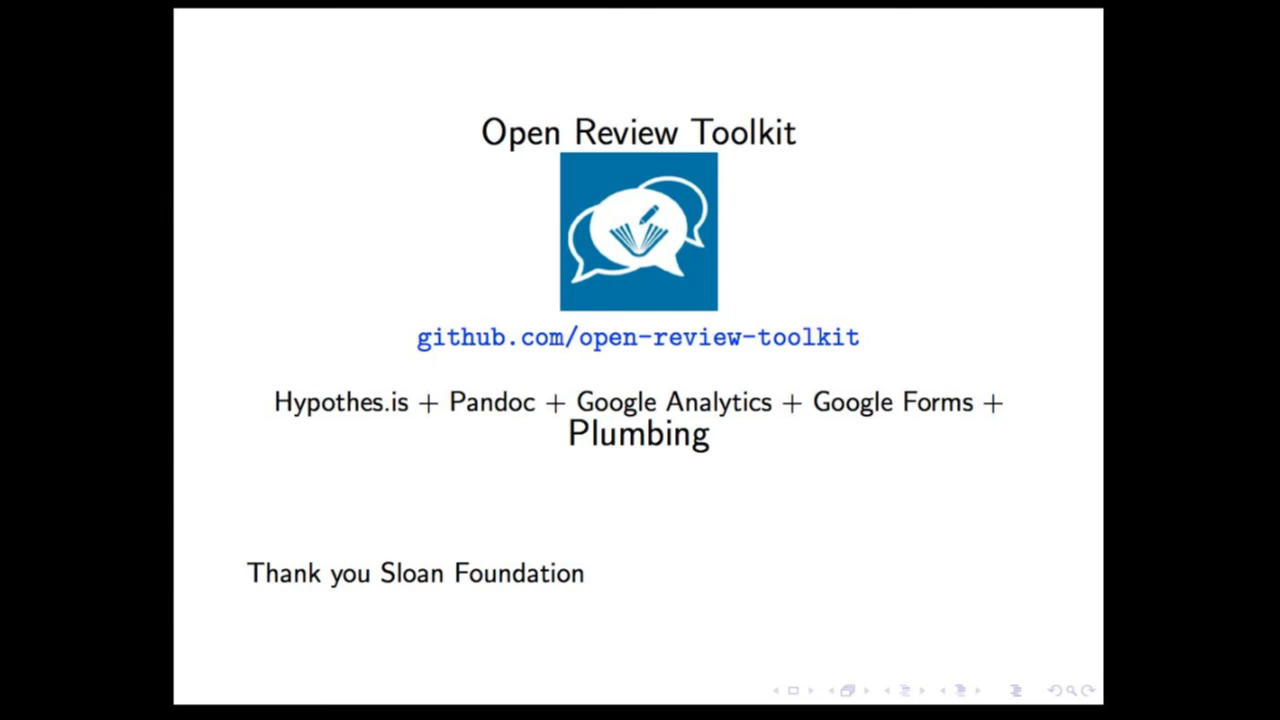 Open Review Toolkit
github.com/open-review-toolkit
Hypothes.is + Pandoc + Google Analytics + Google Forms +
Plumbing
Thank you Sloan Foundation